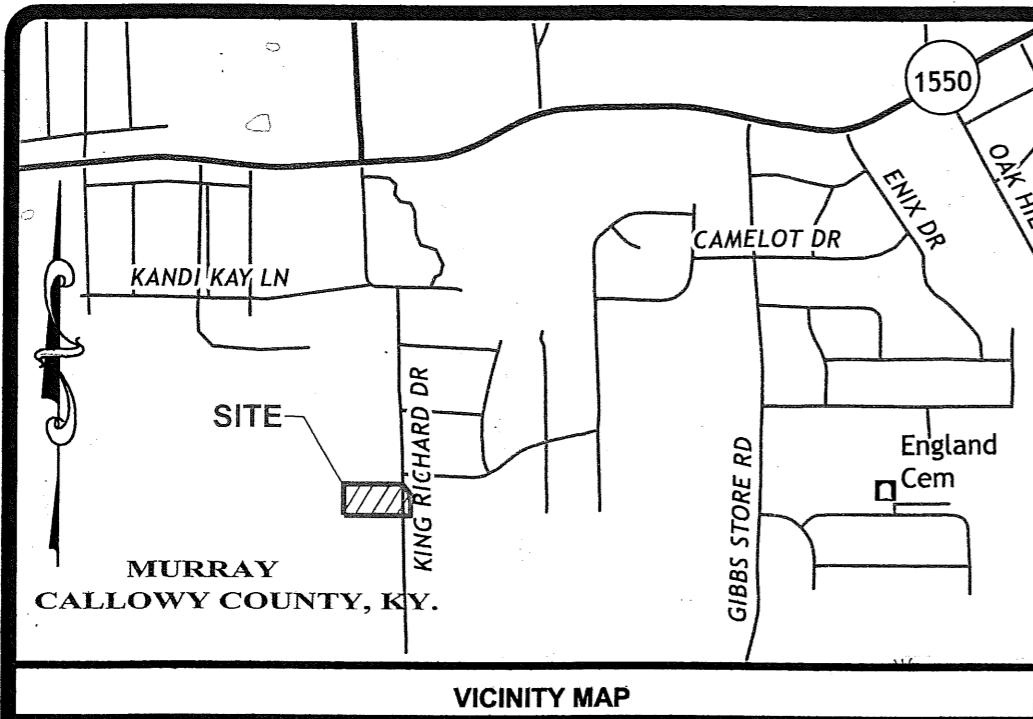 1550
OAK HIL
ENIX DR
CAMELOT DR
KANDI KAY LN
KING RICHARD DR
SITE
GIBBS STORE RD
England
Cem
MURRAY
CALLOWY COUNTY, KY.
VICINITY MAP